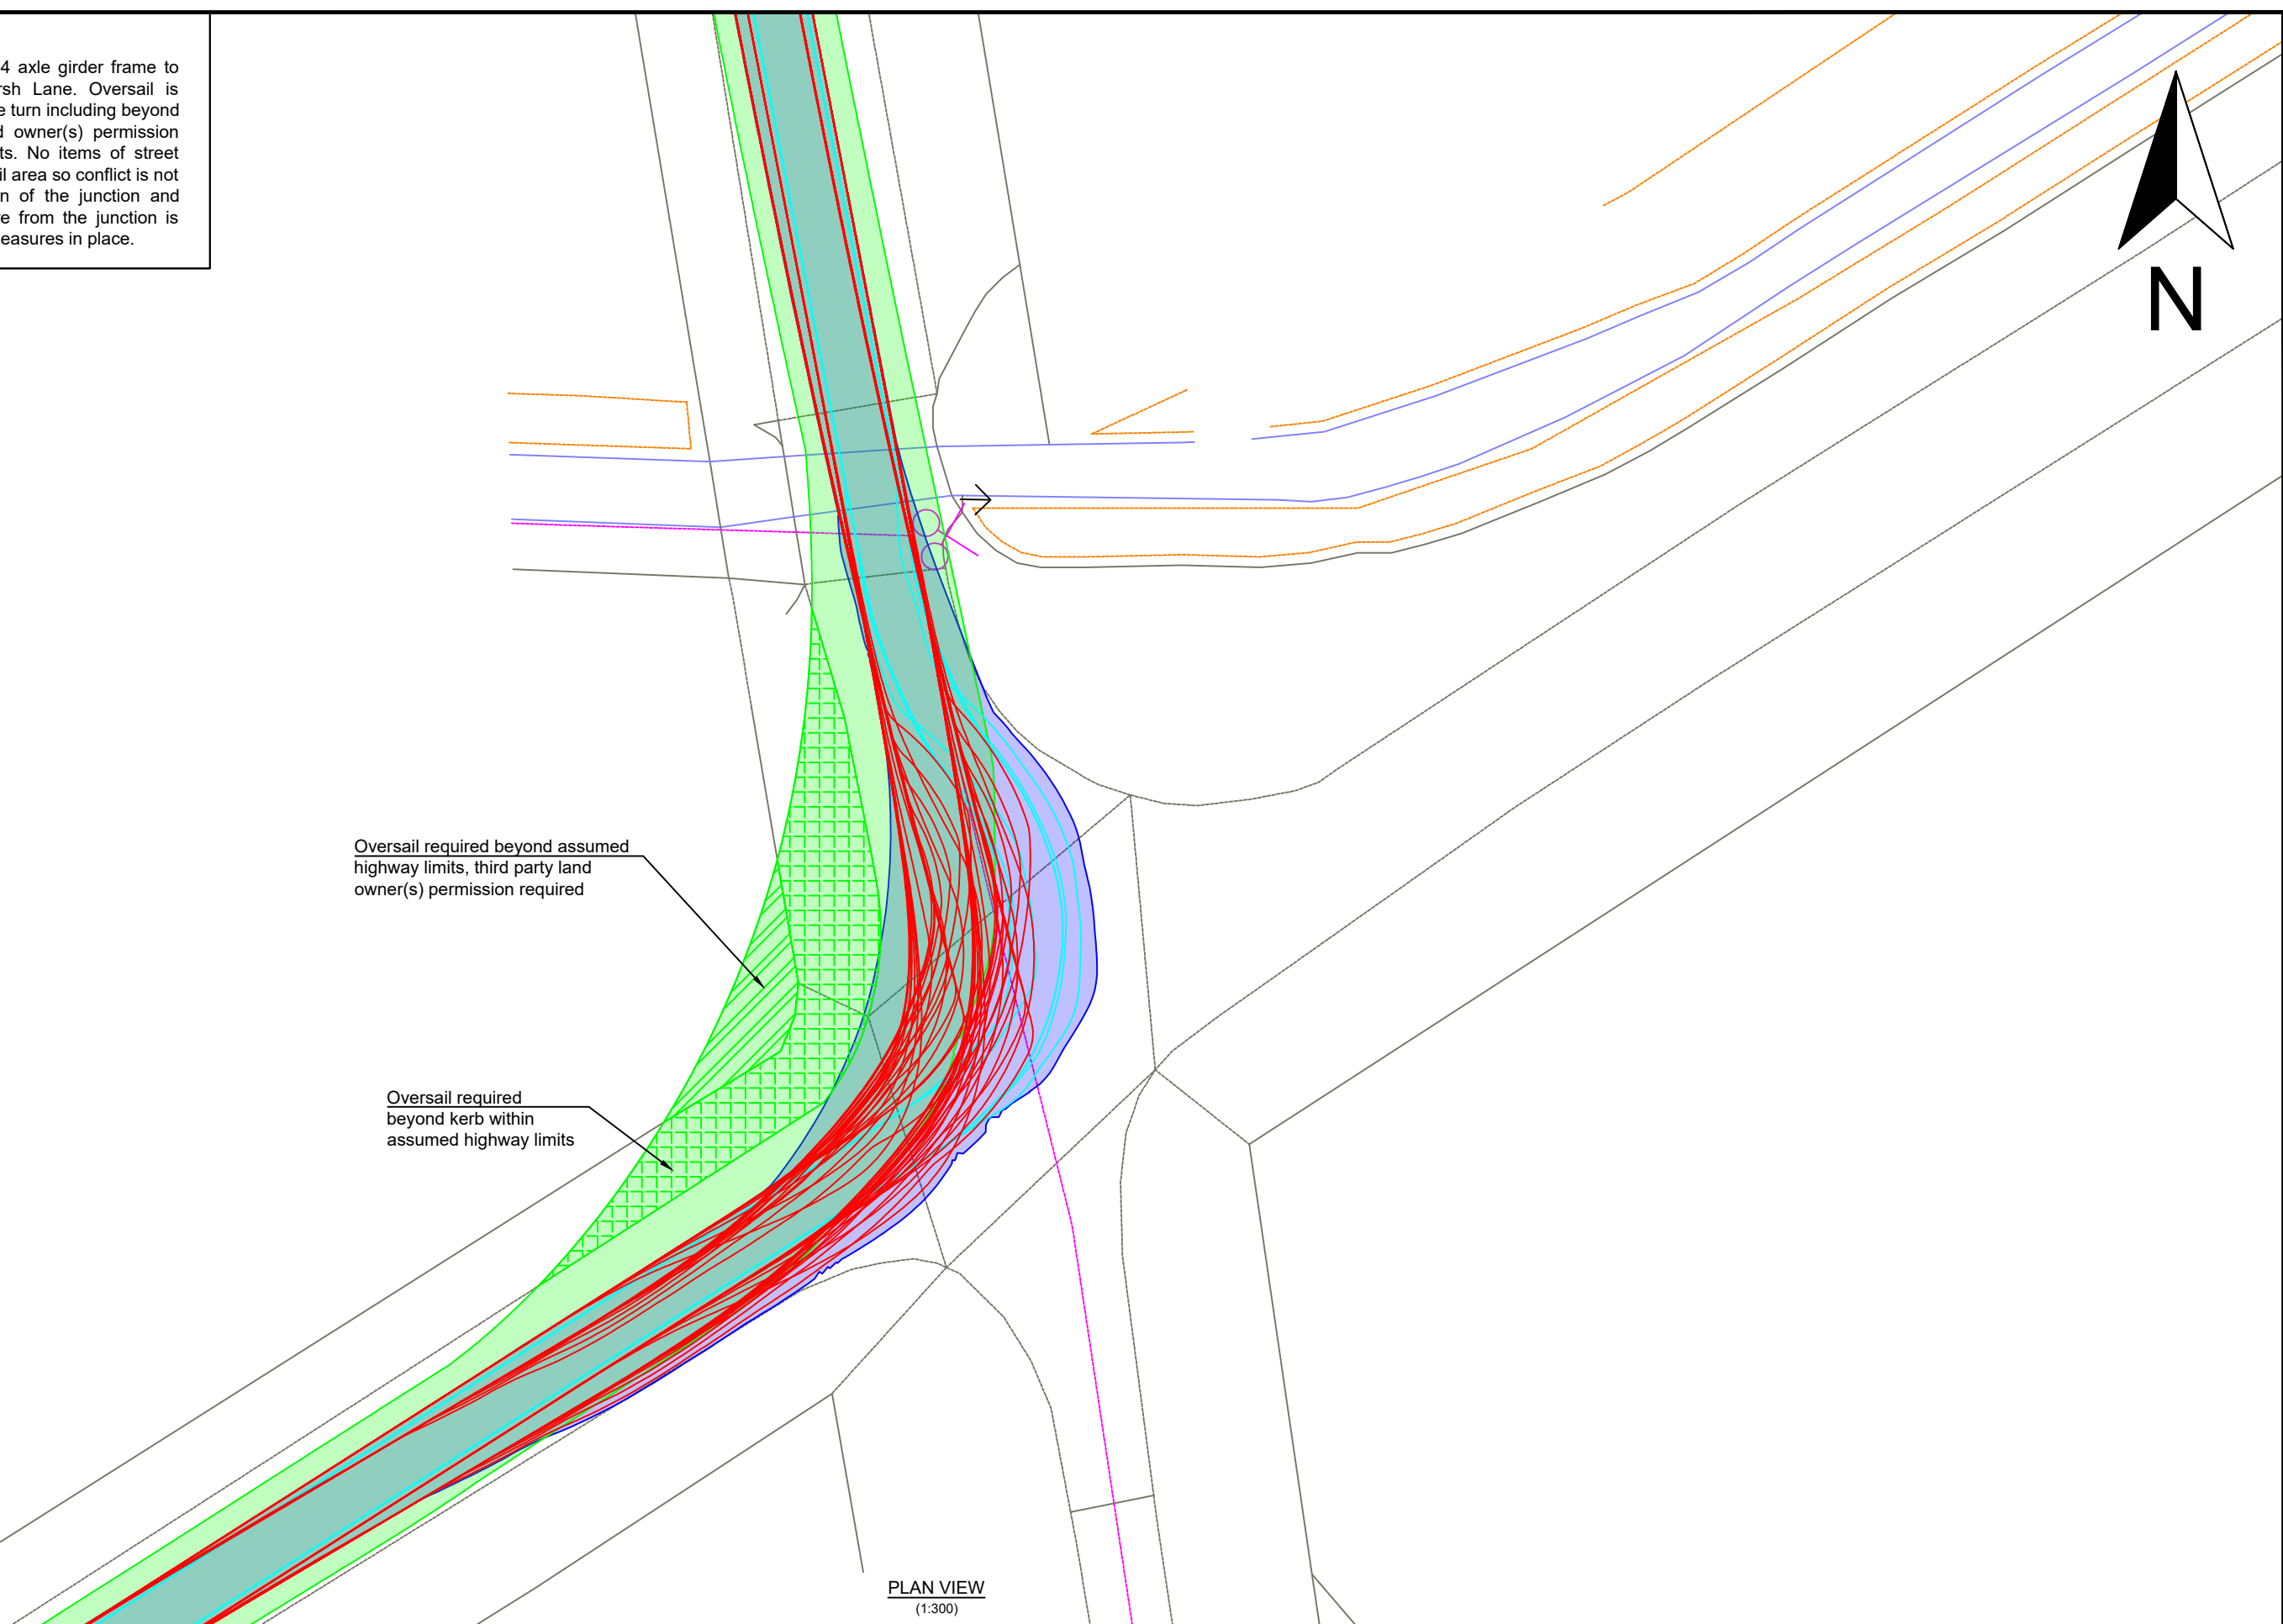 4 axle girder frame to
rsh Lane. Oversail is
e turn including beyond
owner(s) permission
ts. No items of street
il area so conflict is not
n of the junction and
e from the junction is
easures in place.
N
Oversail required beyond assumed
highway limits, third party land
owner(s) permission required
Oversail required
beyond kerb within
assumed highway limits
PLAN VIEW
(1:300)